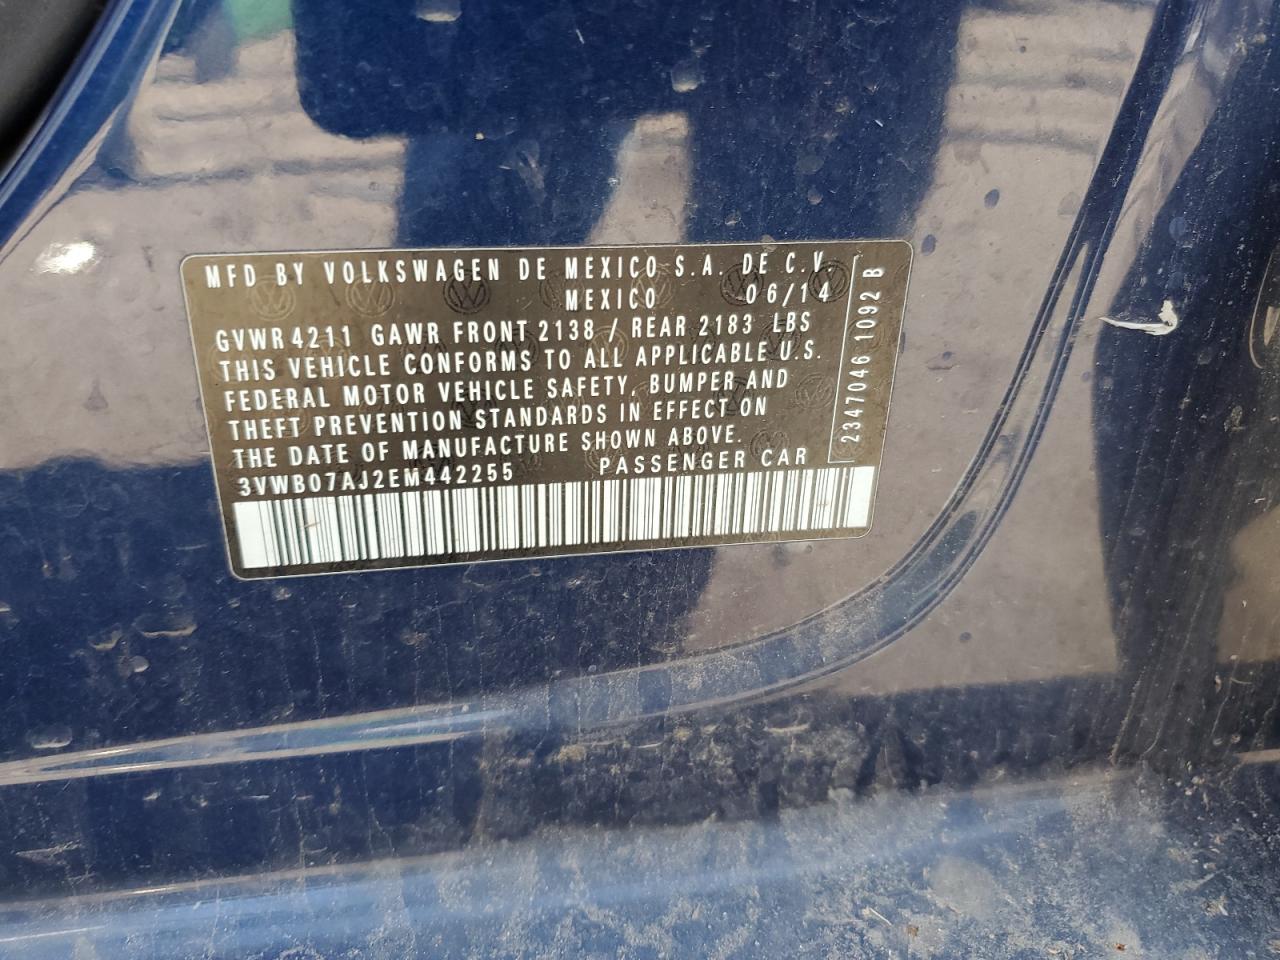 MFD BY VOLKSWAGEN DE MEXICO S.A. DE C.V.
MEXICO 06/14
GVWR 4211 GAWR FRONT 2138 / REAR 2183 LBS
THIS VEHICLE CONFORMS TO ALL APPLICABLE U.S.
FEDERAL MOTOR VEHICLE SAFETY, BUMPER AND
THEFT PREVENTION STANDARDS IN EFFECT ON
THE DATE OF MANUFACTURE SHOWN ABOVE.
3VWB07AJ2EM442255 PASSENGER CAR
2347046 1092 B